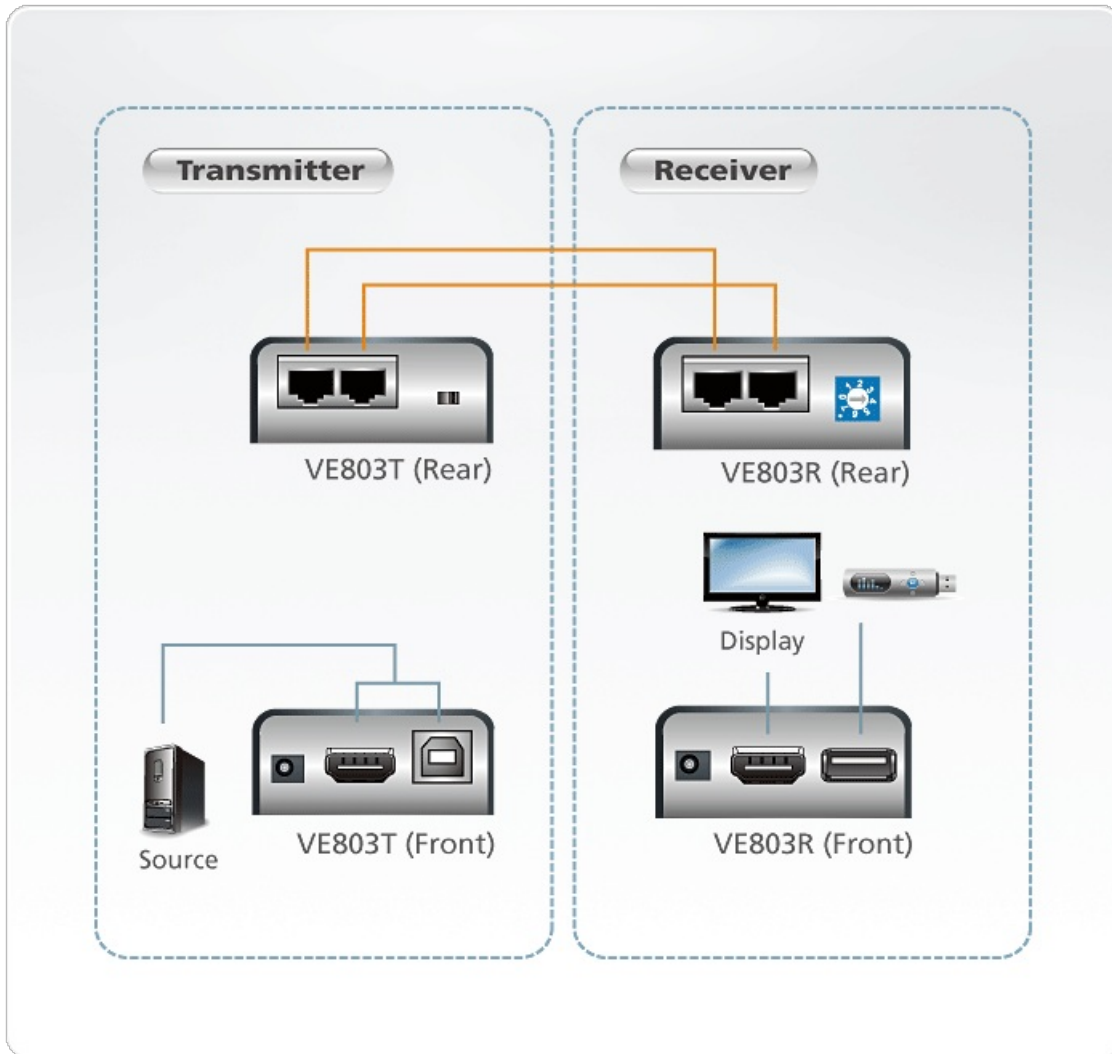 Transmitter
Receiver
VE803T (Rear)
VE803R (Rear)
Display
Source
VE803T (Front)
VE803R (Front)